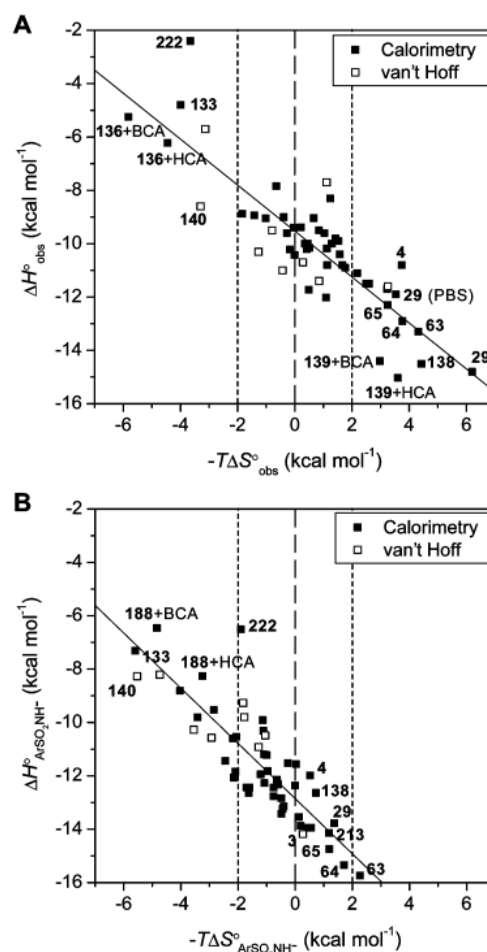 A
-2
-4
-6
-8
-10
-12
-14
-16
ΔH°obs (kcal mol⁻¹)
■ Calorimetry
□ van't Hoff
222
133
136+BCA
136+HCA
140
4
29 (PBS)
65
64
63
139+BCA
138
29
139+HCA
-6 -4 -2 0 2 4 6
-TΔS°obs (kcal mol⁻¹)
B
-2
-4
-6
-8
-10
-12
-14
-16
ΔH°ArSO₂NH⁻ (kcal mol⁻¹)
■ Calorimetry
□ van't Hoff
188+BCA
222
133
188+HCA
140
4
138
29
3
213
65
64
63
-6 -4 -2 0 2 4 6
-TΔS°ArSO₂NH⁻ (kcal mol⁻¹)